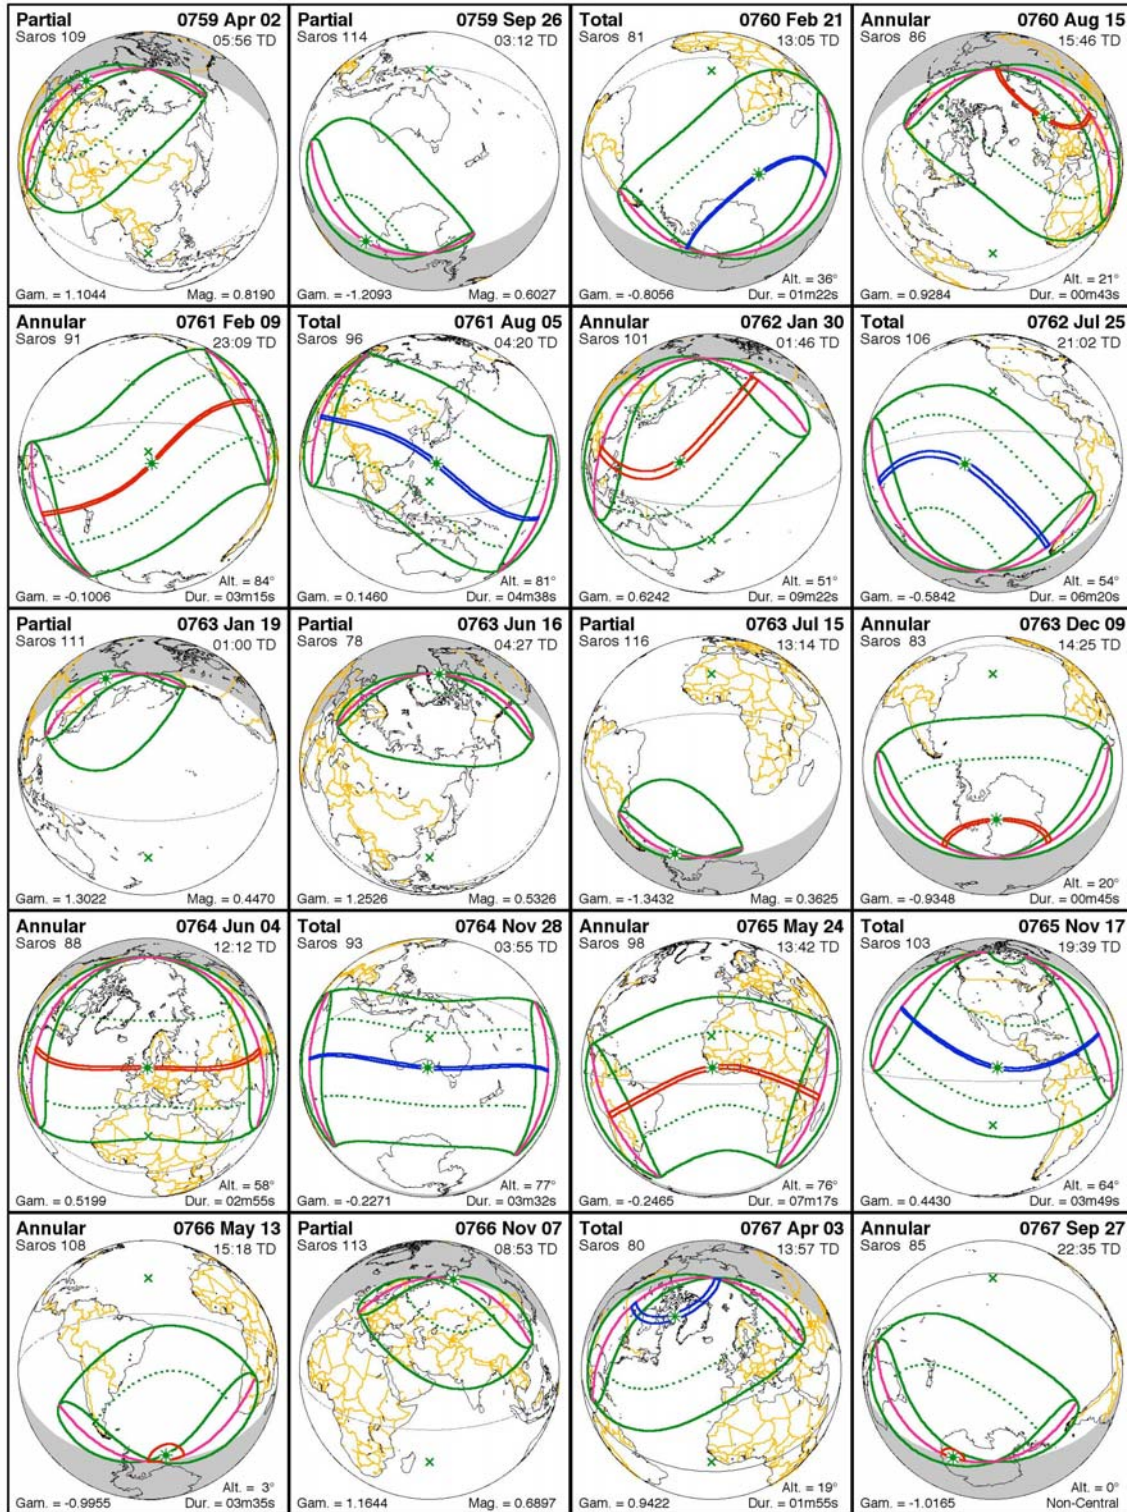 Partial 0759 Apr 02
Saros 109 05:56 TD
Gam. = 1.1044 Mag. = 0.8190
Partial 0759 Sep 26
Saros 114 03:12 TD
Gam. = -1.2093 Mag. = 0.6027
Total 0760 Feb 21
Saros 81 13:05 TD
Alt. = 36°
Gam. = -0.8056 Dur. = 01m22s
Annular 0760 Aug 15
Saros 86 15:46 TD
Alt. = 21°
Gam. = 0.9284 Dur. = 00m43s
Annular 0761 Feb 09
Saros 91 23:09 TD
Alt. = 84°
Gam. = -0.1006 Dur. = 03m15s
Total 0761 Aug 05
Saros 96 04:20 TD
Alt. = 81°
Gam. = 0.1460 Dur. = 04m38s
Annular 0762 Jan 30
Saros 101 01:46 TD
Alt. = 51°
Gam. = 0.6242 Dur. = 09m22s
Total 0762 Jul 25
Saros 106 21:02 TD
Alt. = 54°
Gam. = -0.5842 Dur. = 06m20s
Partial 0763 Jan 19
Saros 111 01:00 TD
Gam. = 1.3022 Mag. = 0.4470
Partial 0763 Jun 16
Saros 78 04:27 TD
Gam. = 1.2526 Mag. = 0.5326
Partial 0763 Jul 15
Saros 116 13:14 TD
Gam. = -1.3432 Mag. = 0.3625
Annular 0763 Dec 09
Saros 83 14:25 TD
Alt. = 20°
Gam. = -0.9348 Dur. = 00m45s
Annular 0764 Jun 04
Saros 88 12:12 TD
Alt. = 58°
Gam. = 0.5199 Dur. = 02m55s
Total 0764 Nov 28
Saros 93 03:55 TD
Alt. = 77°
Gam. = -0.2271 Dur. = 03m32s
Annular 0765 May 24
Saros 98 13:42 TD
Alt. = 76°
Gam. = -0.2465 Dur. = 07m17s
Total 0765 Nov 17
Saros 103 19:39 TD
Alt. = 64°
Gam. = 0.4430 Dur. = 03m49s
Annular 0766 May 13
Saros 108 15:18 TD
Alt. = 3°
Gam. = -0.9955 Dur. = 03m35s
Partial 0766 Nov 07
Saros 113 08:53 TD
Gam. = 1.1644 Mag. = 0.6897
Total 0767 Apr 03
Saros 80 13:57 TD
Alt. = 19°
Gam. = 0.9422 Dur. = 01m55s
Annular 0767 Sep 27
Saros 85 22:35 TD
Alt. = 0°
Gam. = -1.0165 Non-Central